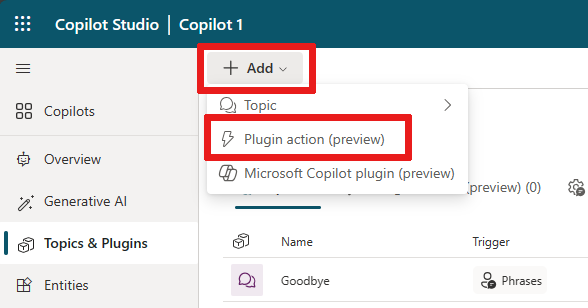 Copilot Studio | Copilot 1
+ Add
Copilots
Topic
Plugin action (preview)
Overview
Microsoft Copilot plugin (preview)
Generative AI
(preview) (0)
Topics & Plugins
Name
Trigger
Entities
Goodbye
Phrases